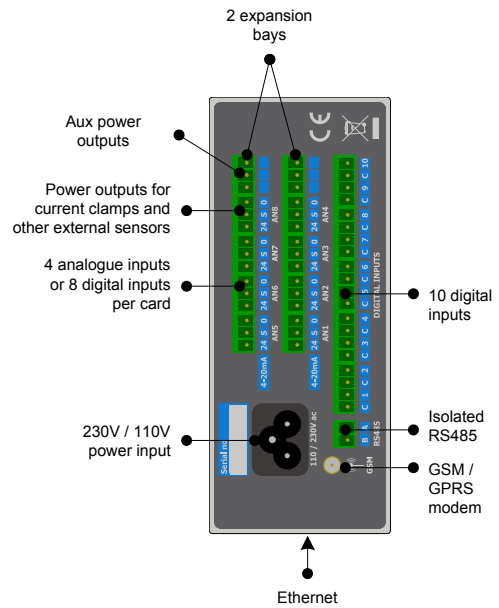 2 expansion
bays
Aux power
outputs
Power outputs for
current clamps and
other external sensors
4 analogue inputs
or 8 digital inputs
per card
230V / 110V
power input
10 digital
inputs
Isolated
RS485
GSM /
GPRS
modem
Ethernet
CE
4-20mA 24 S 0 24 S 0 24 S 0 24 S 0
AN5 AN6 AN7 AN8
4-20mA 24 S 0 24 S 0 24 S 0 24 S 0
AN1 AN2 AN3 AN4
B A C 1 C 2 C 3 C 4 C 5 C 6 C 7 C 8 C 9 C 10
RS485 DIGITAL INPUTS
Serial no
110 / 230V ac
GSM